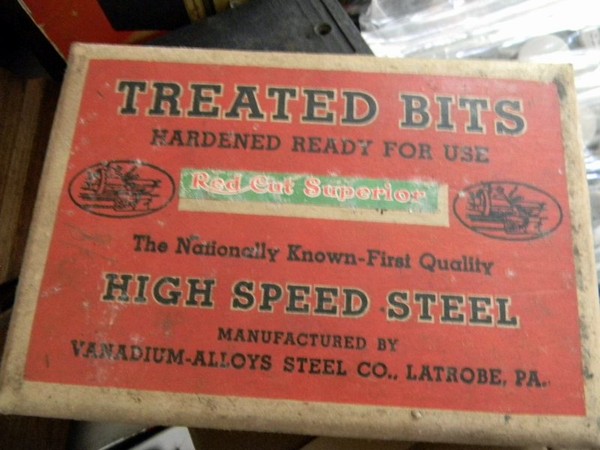 TREATED BITS
HARDENED READY FOR USE
Red Cut Superior
The Nationally Known-First Quality
HIGH SPEED STEEL
MANUFACTURED BY
VANADIUM-ALLOYS STEEL CO., LATROBE, PA.